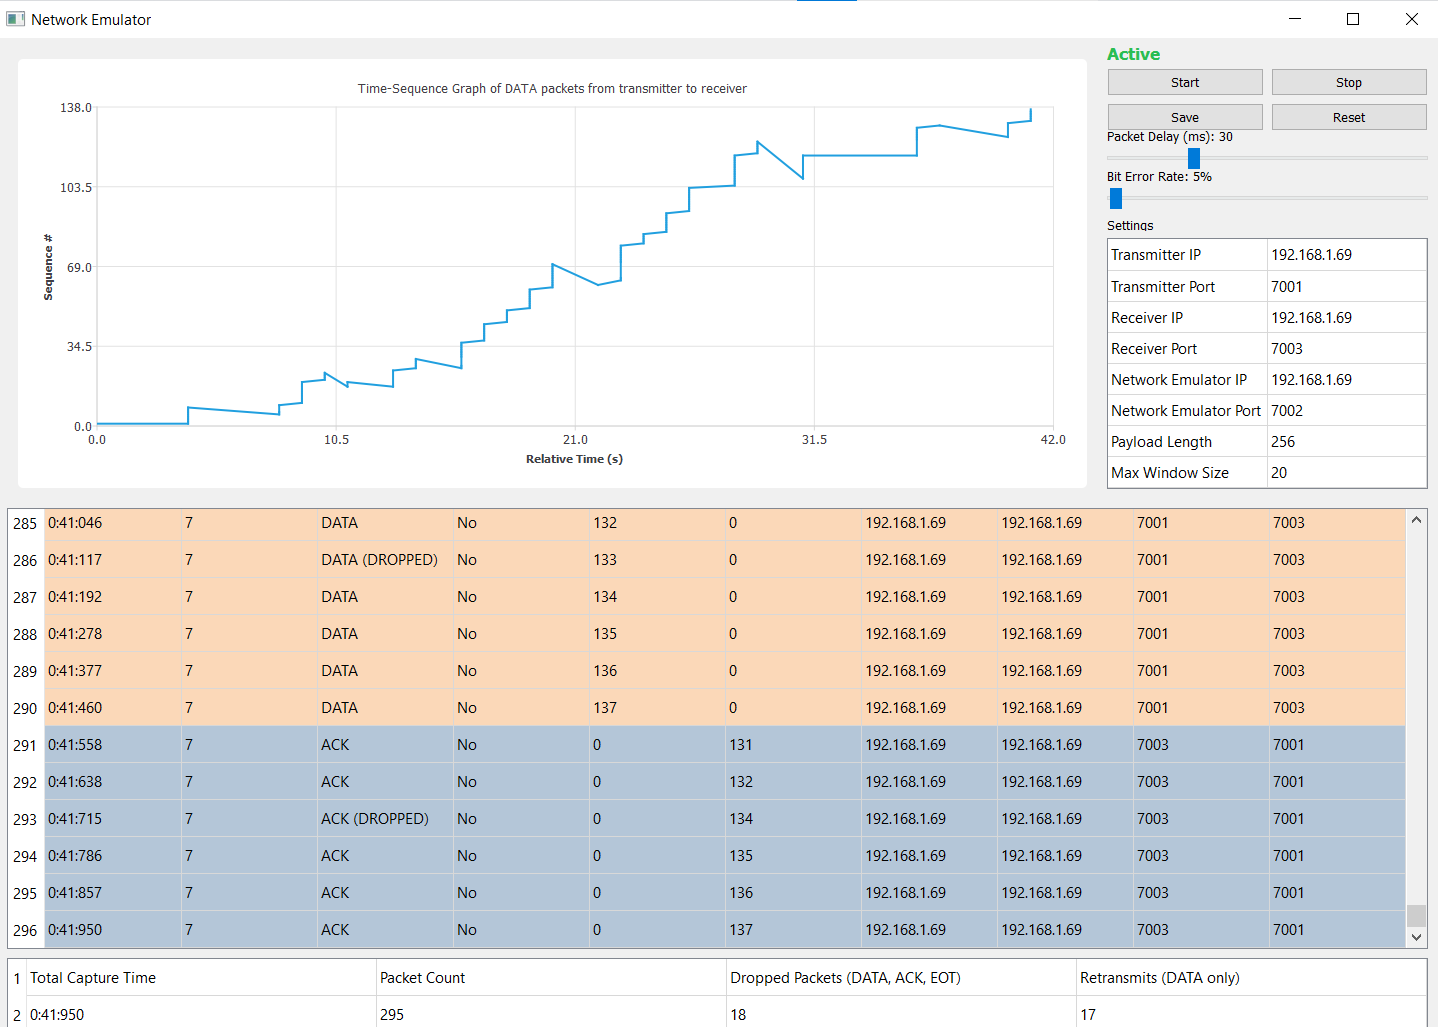 Network Emulator
Active
Start Stop
Save Reset
Packet Delay (ms): 30
Bit Error Rate: 5%
Settings
Transmitter IP 192.168.1.69
Transmitter Port 7001
Receiver IP 192.168.1.69
Receiver Port 7003
Network Emulator IP 192.168.1.69
Network Emulator Port 7002
Payload Length 256
Max Window Size 20
Time-Sequence Graph of DATA packets from transmitter to receiver
138.0
103.5
69.0
34.5
0.0
Sequence #
0.0 10.5 21.0 31.5 42.0
Relative Time (s)
285 0:41:046 7 DATA No 132 0 192.168.1.69 192.168.1.69 7001 7003
286 0:41:117 7 DATA (DROPPED) No 133 0 192.168.1.69 192.168.1.69 7001 7003
287 0:41:192 7 DATA No 134 0 192.168.1.69 192.168.1.69 7001 7003
288 0:41:278 7 DATA No 135 0 192.168.1.69 192.168.1.69 7001 7003
289 0:41:377 7 DATA No 136 0 192.168.1.69 192.168.1.69 7001 7003
290 0:41:460 7 DATA No 137 0 192.168.1.69 192.168.1.69 7001 7003
291 0:41:558 7 ACK No 0 131 192.168.1.69 192.168.1.69 7003 7001
292 0:41:638 7 ACK No 0 132 192.168.1.69 192.168.1.69 7003 7001
293 0:41:715 7 ACK (DROPPED) No 0 134 192.168.1.69 192.168.1.69 7003 7001
294 0:41:786 7 ACK No 0 135 192.168.1.69 192.168.1.69 7003 7001
295 0:41:857 7 ACK No 0 136 192.168.1.69 192.168.1.69 7003 7001
296 0:41:950 7 ACK No 0 137 192.168.1.69 192.168.1.69 7003 7001
1 Total Capture Time Packet Count Dropped Packets (DATA, ACK, EOT) Retransmits (DATA only)
2 0:41:950 295 18 17